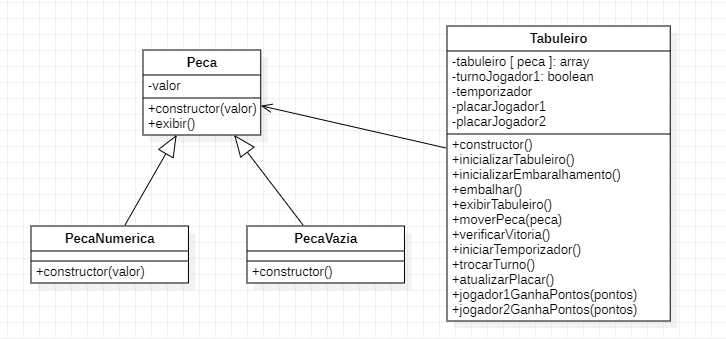 Peca
-valor
+constructor(valor)
+exibir()
PecaNumerica
+constructor(valor)
PecaVazia
+constructor()
Tabuleiro
-tabuleiro [ peca ]: array
-turnoJogador1: boolean
-temporizador
-placarJogador1
-placarJogador2
+constructor()
+inicializarTabuleiro()
+inicializarEmbaralhamento()
+embalhar()
+exibirTabuleiro()
+moverPeca(peca)
+verificarVitoria()
+iniciarTemporizador()
+trocarTurno()
+atualizarPlacar()
+jogador1GanhaPontos(pontos)
+jogador2GanhaPontos(pontos)